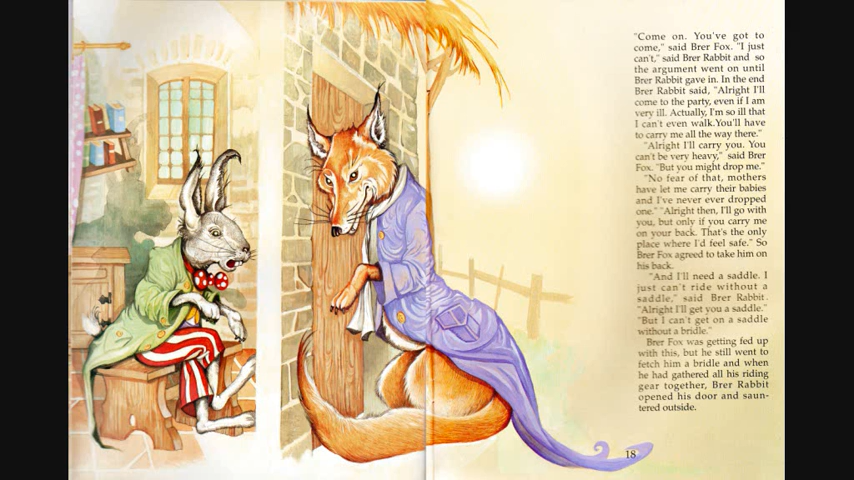 "Come on. You've got to
come," said Brer Fox. "I just
can't," said Brer Rabbit and so
the argument went on until
Brer Rabbit gave in. In the end
Brer Rabbit said, "Alright I'll
come to the party, even if I am
very ill. Actually, I'm so ill that
I can't even walk.You'll have
to carry me all the way there."
"Alright I'll carry you. You
can't be very heavy," said Brer
Fox. "But you might drop me."
"No fear of that, mothers
have let me carry their babies
and I've never ever dropped
one." "Alright then, I'll go with
you, but only if you carry me
on your back. That's the only
place where I'd feel safe." So
Brer Fox agreed to take him on
his back.
"And I'll need a saddle. I
just can't ride without a
saddle," said Brer Rabbit.
"Alright I'll get you a saddle."
"But I can't get on a saddle
without a bridle."
Brer Fox was getting fed up
with this, but he still went to
fetch him a bridle and when
he had gathered all his riding
gear together, Brer Rabbit
opened his door and saun-
tered outside.
18